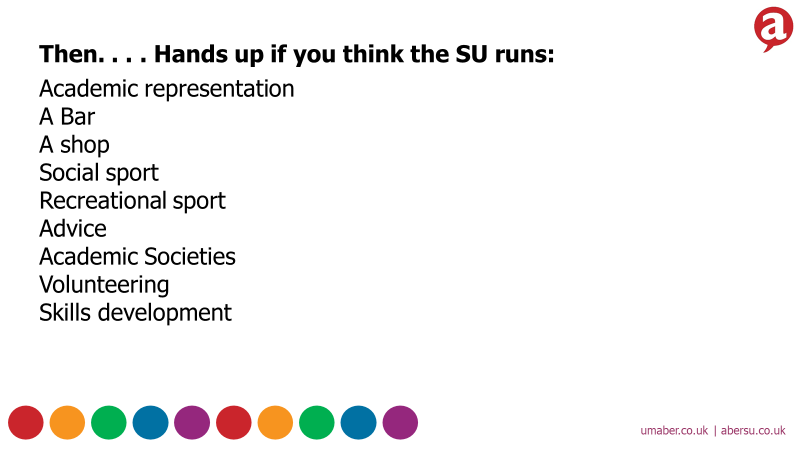 a
Then. . . . Hands up if you think the SU runs:
Academic representation
A Bar
A shop
Social sport
Recreational sport
Advice
Academic Societies
Volunteering
Skills development
umaber.co.uk | abersu.co.uk